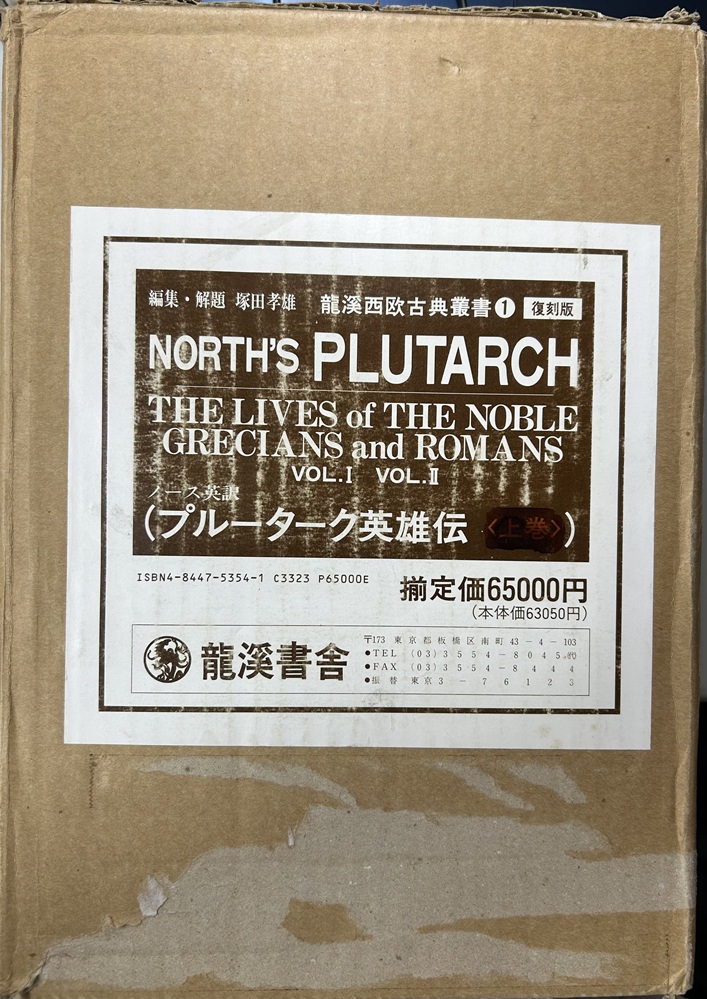 編集・解題 塚田孝雄 龍溪西欧古典叢書❶ 復刻版
NORTH'S PLUTARCH
THE LIVES of THE NOBLE
GRECIANS and ROMANS
VOL.I VOL.II
ノース英訳
(プルーターク英雄伝 〈上巻〉)
ISBN4-8447-5354-1 C3323 P65000E
揃定価65000円
(本体価63050円)
龍溪書舎
〒173 東京都板橋区南町43-4-103
●TEL (03)3554-8045㈹
●FAX (03)3554-8444
●振替 東京3-76123